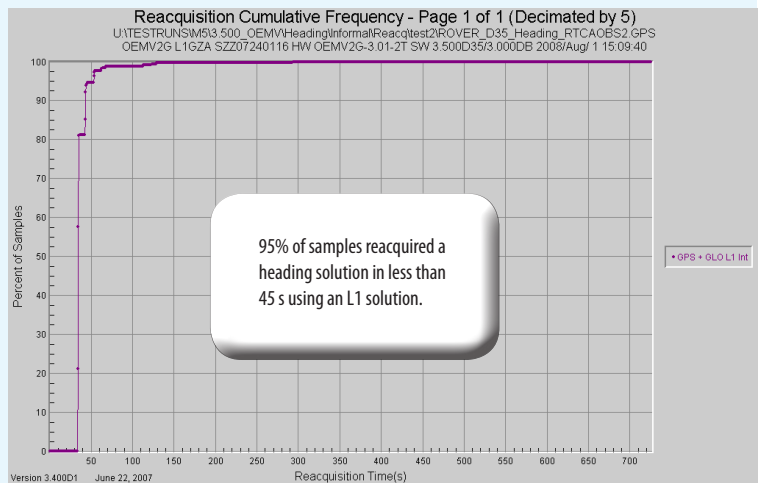 Reacquisition Cumulative Frequency - Page 1 of 1 (Decimated by 5)
U:\TESTRUNS\M5\3.500_OEMV\Heading\Informal\Reacq\test2\ROVER_D35_Heading_RTCAOBS2.GPS
OEMV2G L1GZA SZZ07240116 HW OEMV2G-3.01-2T SW 3.500D35/3.000DB 2008/Aug/ 1 15:09:40
Percent of Samples
100
90
80
70
60
50
40
30
20
10
0
95% of samples reacquired a
heading solution in less than
45 s using an L1 solution.
• GPS + GLO L1 Int
50 100 150 200 250 300 350 400 450 500 550 600 650 700
Reacquisition Time(s)
Version 3.400D1 June 22, 2007